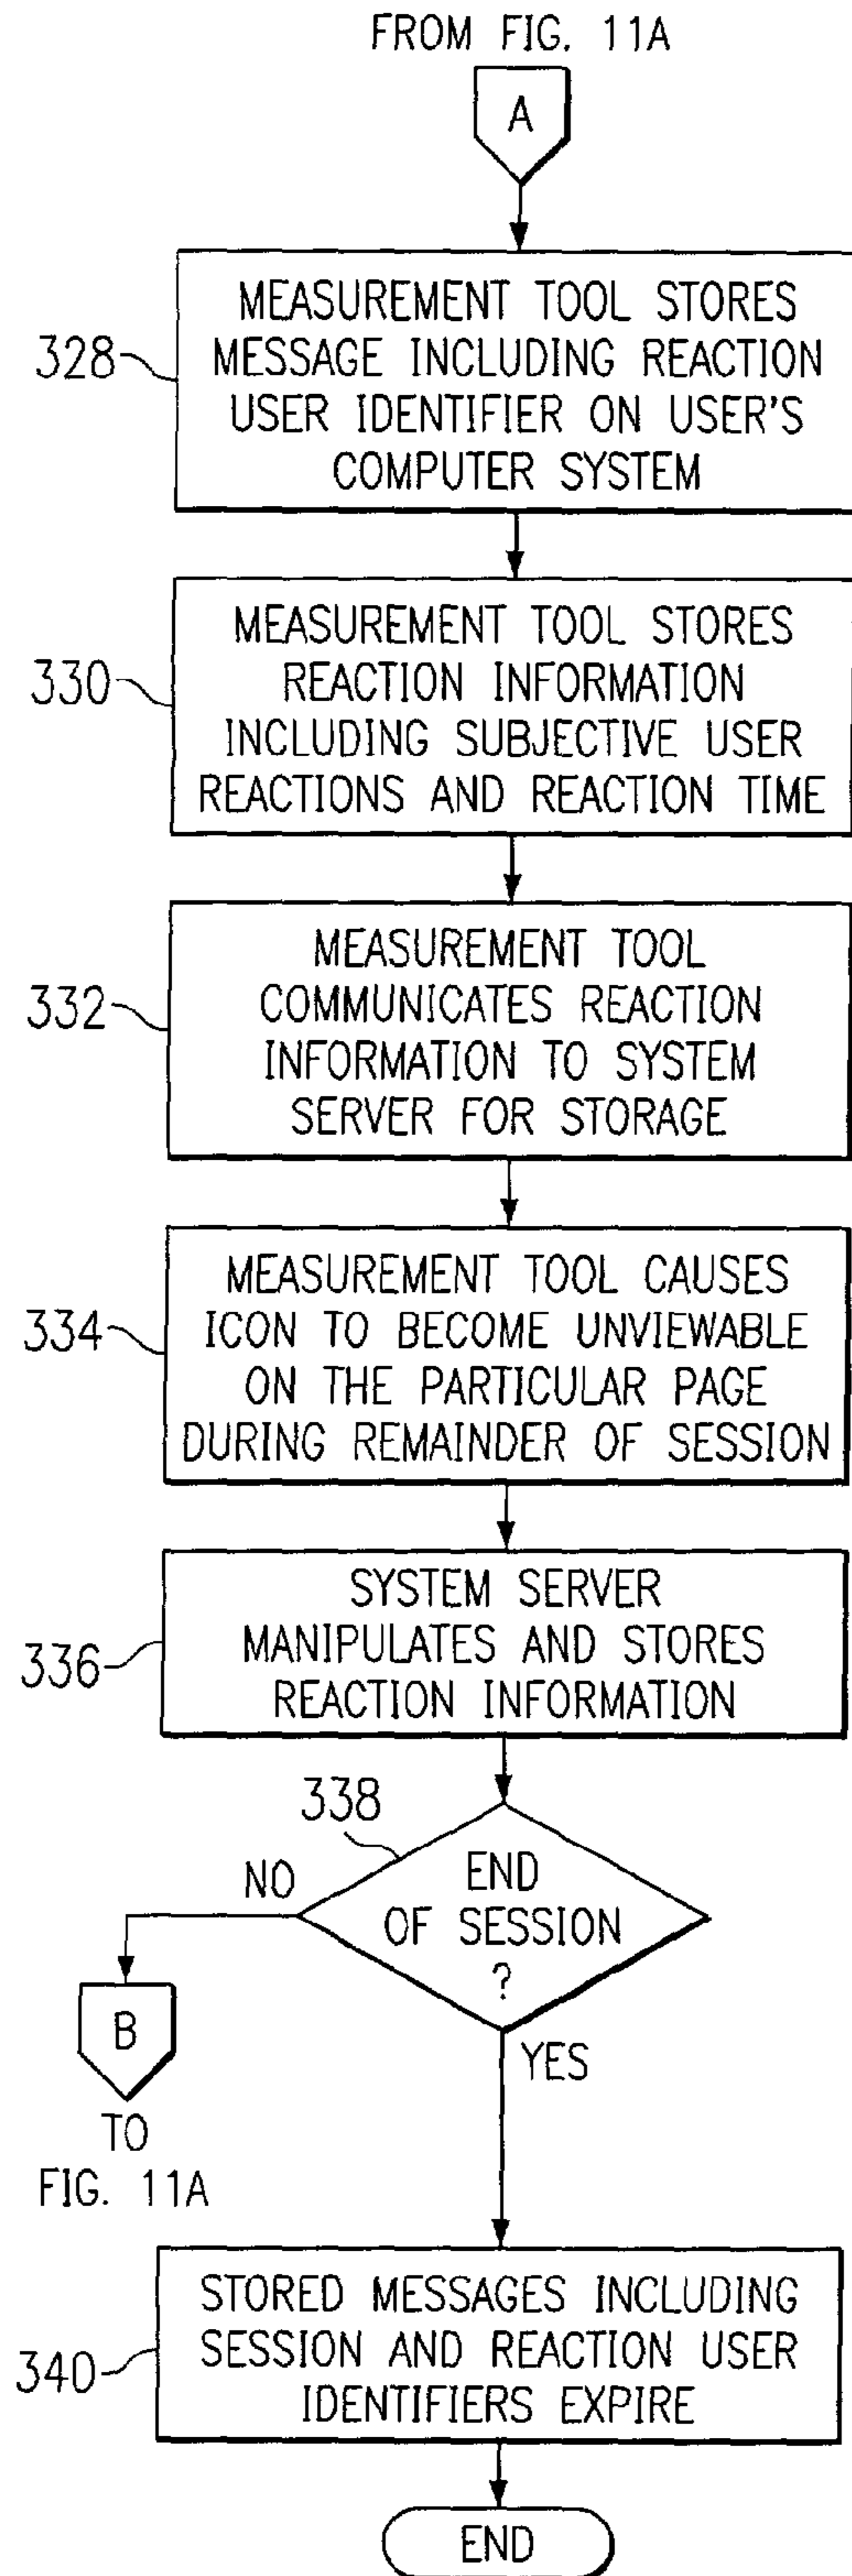 FROM FIG. 11A
A
328
MEASUREMENT TOOL STORES
MESSAGE INCLUDING REACTION
USER IDENTIFIER ON USER'S
COMPUTER SYSTEM
330
MEASUREMENT TOOL STORES
REACTION INFORMATION
INCLUDING SUBJECTIVE USER
REACTIONS AND REACTION TIME
332
MEASUREMENT TOOL
COMMUNICATES REACTION
INFORMATION TO SYSTEM
SERVER FOR STORAGE
334
MEASUREMENT TOOL CAUSES
ICON TO BECOME UNVIEWABLE
ON THE PARTICULAR PAGE
DURING REMAINDER OF SESSION
336
SYSTEM SERVER
MANIPULATES AND STORES
REACTION INFORMATION
338
END
OF SESSION
?
NO
B
TO
FIG. 11A
YES
340
STORED MESSAGES INCLUDING
SESSION AND REACTION USER
IDENTIFIERS EXPIRE
END